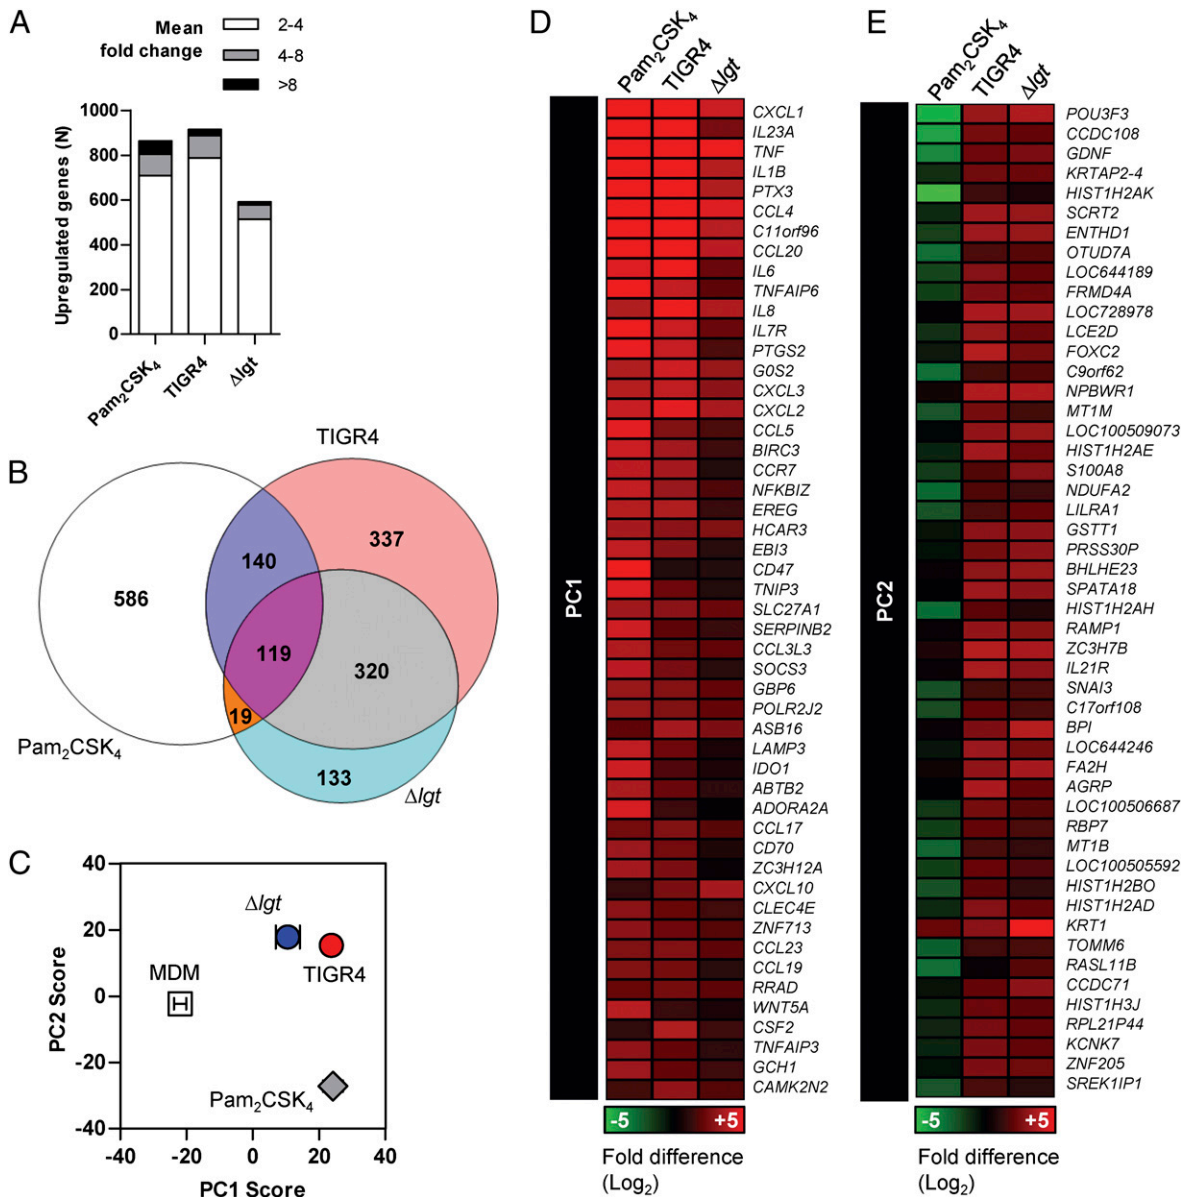 A
Mean
fold change
2-4
4-8
>8
Upregulated genes (N)
1000
800
600
400
200
0
Pam2CSK4
TIGR4
Δlgt
B
TIGR4
337
140
586
119
320
19
Pam2CSK4
133
Δlgt
C
40
20
0
-20
-40
PC2 Score
Δlgt
TIGR4
MDM
Pam2CSK4
-40 -20 0 20 40
PC1 Score
D
Pam2CSK4
TIGR4
Δlgt
PC1
CXCL1
IL23A
TNF
IL1B
PTX3
CCL4
C11orf96
CCL20
IL6
TNFAIP6
IL8
IL7R
PTGS2
G0S2
CXCL3
CXCL2
CCL5
BIRC3
CCR7
NFKBIZ
EREG
HCAR3
EBI3
CD47
TNIP3
SLC27A1
SERPINB2
CCL3L3
SOCS3
GBP6
POLR2J2
ASB16
LAMP3
IDO1
ABTB2
ADORA2A
CCL17
CD70
ZC3H12A
CXCL10
CLEC4E
ZNF713
CCL23
CCL19
RRAD
WNT5A
CSF2
TNFAIP3
GCH1
CAMK2N2
-5 +5
Fold difference
(Log2)
E
Pam2CSK4
TIGR4
Δlgt
PC2
POU3F3
CCDC108
GDNF
KRTAP2-4
HIST1H2AK
SCRT2
ENTHD1
OTUD7A
LOC644189
FRMD4A
LOC728978
LCE2D
FOXC2
C9orf62
NPBWR1
MT1M
LOC100509073
HIST1H2AE
S100A8
NDUFA2
LILRA1
GSTT1
PRSS30P
BHLHE23
SPATA18
HIST1H2AH
RAMP1
ZC3H7B
IL21R
SNAI3
C17orf108
BPI
LOC644246
FA2H
AGRP
LOC100506687
RBP7
MT1B
LOC100505592
HIST1H2BO
HIST1H2AD
KRT1
TOMM6
RASL11B
CCDC71
HIST1H3J
RPL21P44
KCNK7
ZNF205
SREK1IP1
-5 +5
Fold difference
(Log2)